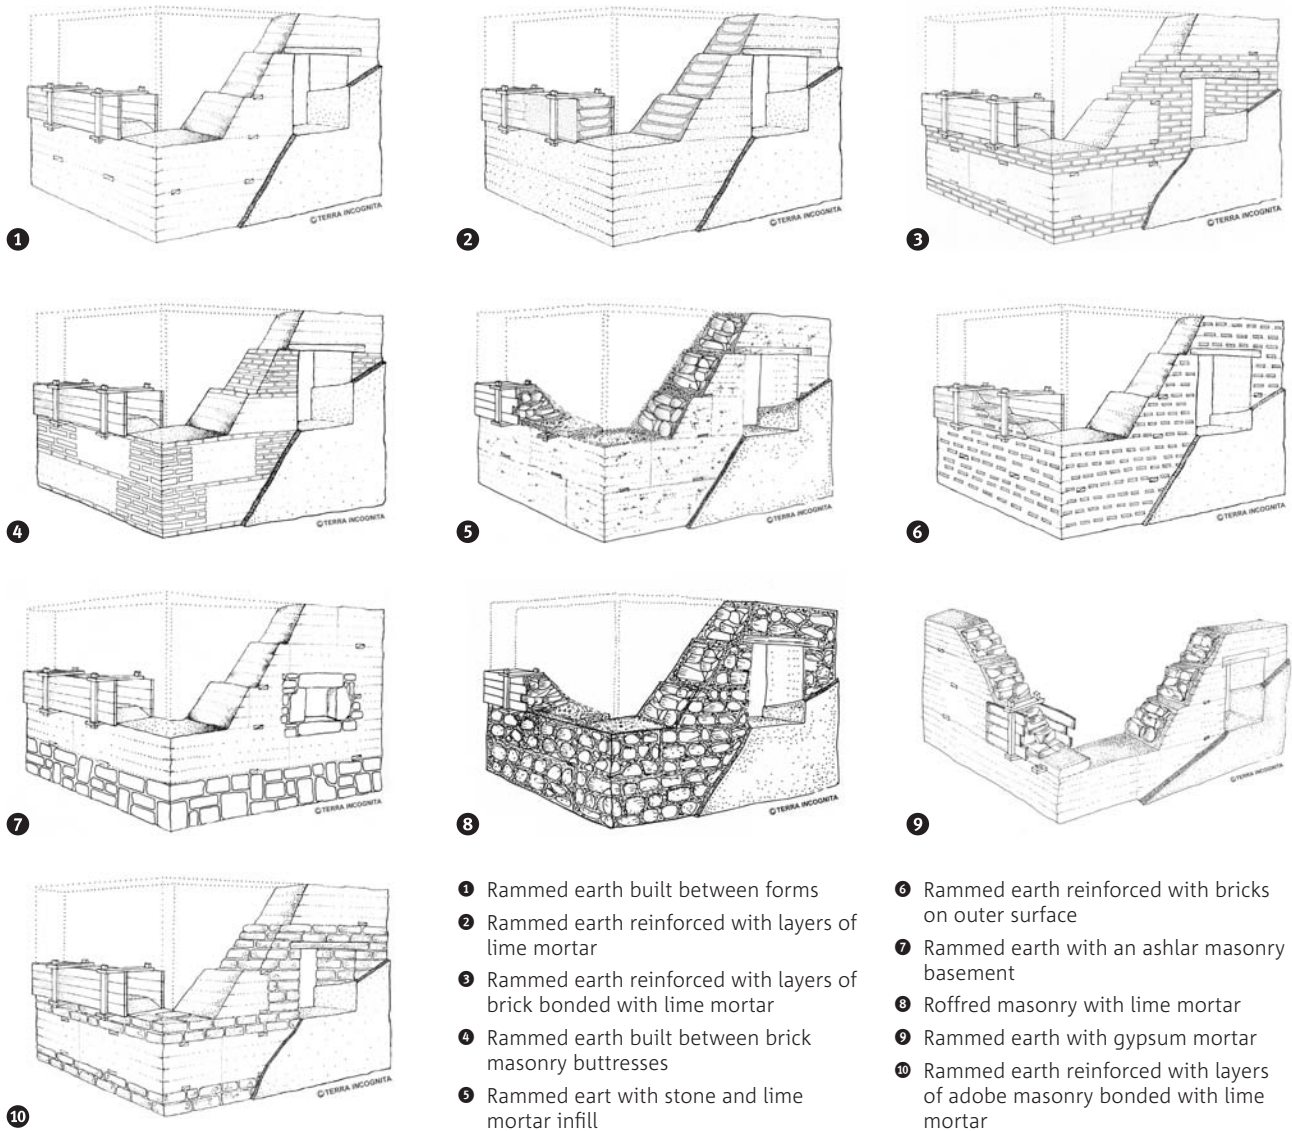 ©TERRA INCOGNITA
1
©TERRA INCOGNITA
2
©TERRA INCOGNITA
3
©TERRA INCOGNITA
4
©TERRA INCOGNITA
5
©TERRA INCOGNITA
6
©TERRA INCOGNITA
7
©TERRA INCOGNITA
8
©TERRA INCOGNITA
9
©TERRA INCOGNITA
10
1 Rammed earth built between forms
2 Rammed earth reinforced with layers of
lime mortar
3 Rammed earth reinforced with layers of
brick bonded with lime mortar
4 Rammed earth built between brick
masonry buttresses
5 Rammed eart with stone and lime
mortar infill
6 Rammed earth reinforced with bricks
on outer surface
7 Rammed earth with an ashlar masonry
basement
8 Roffred masonry with lime mortar
9 Rammed earth with gypsum mortar
10 Rammed earth reinforced with layers
of adobe masonry bonded with lime
mortar